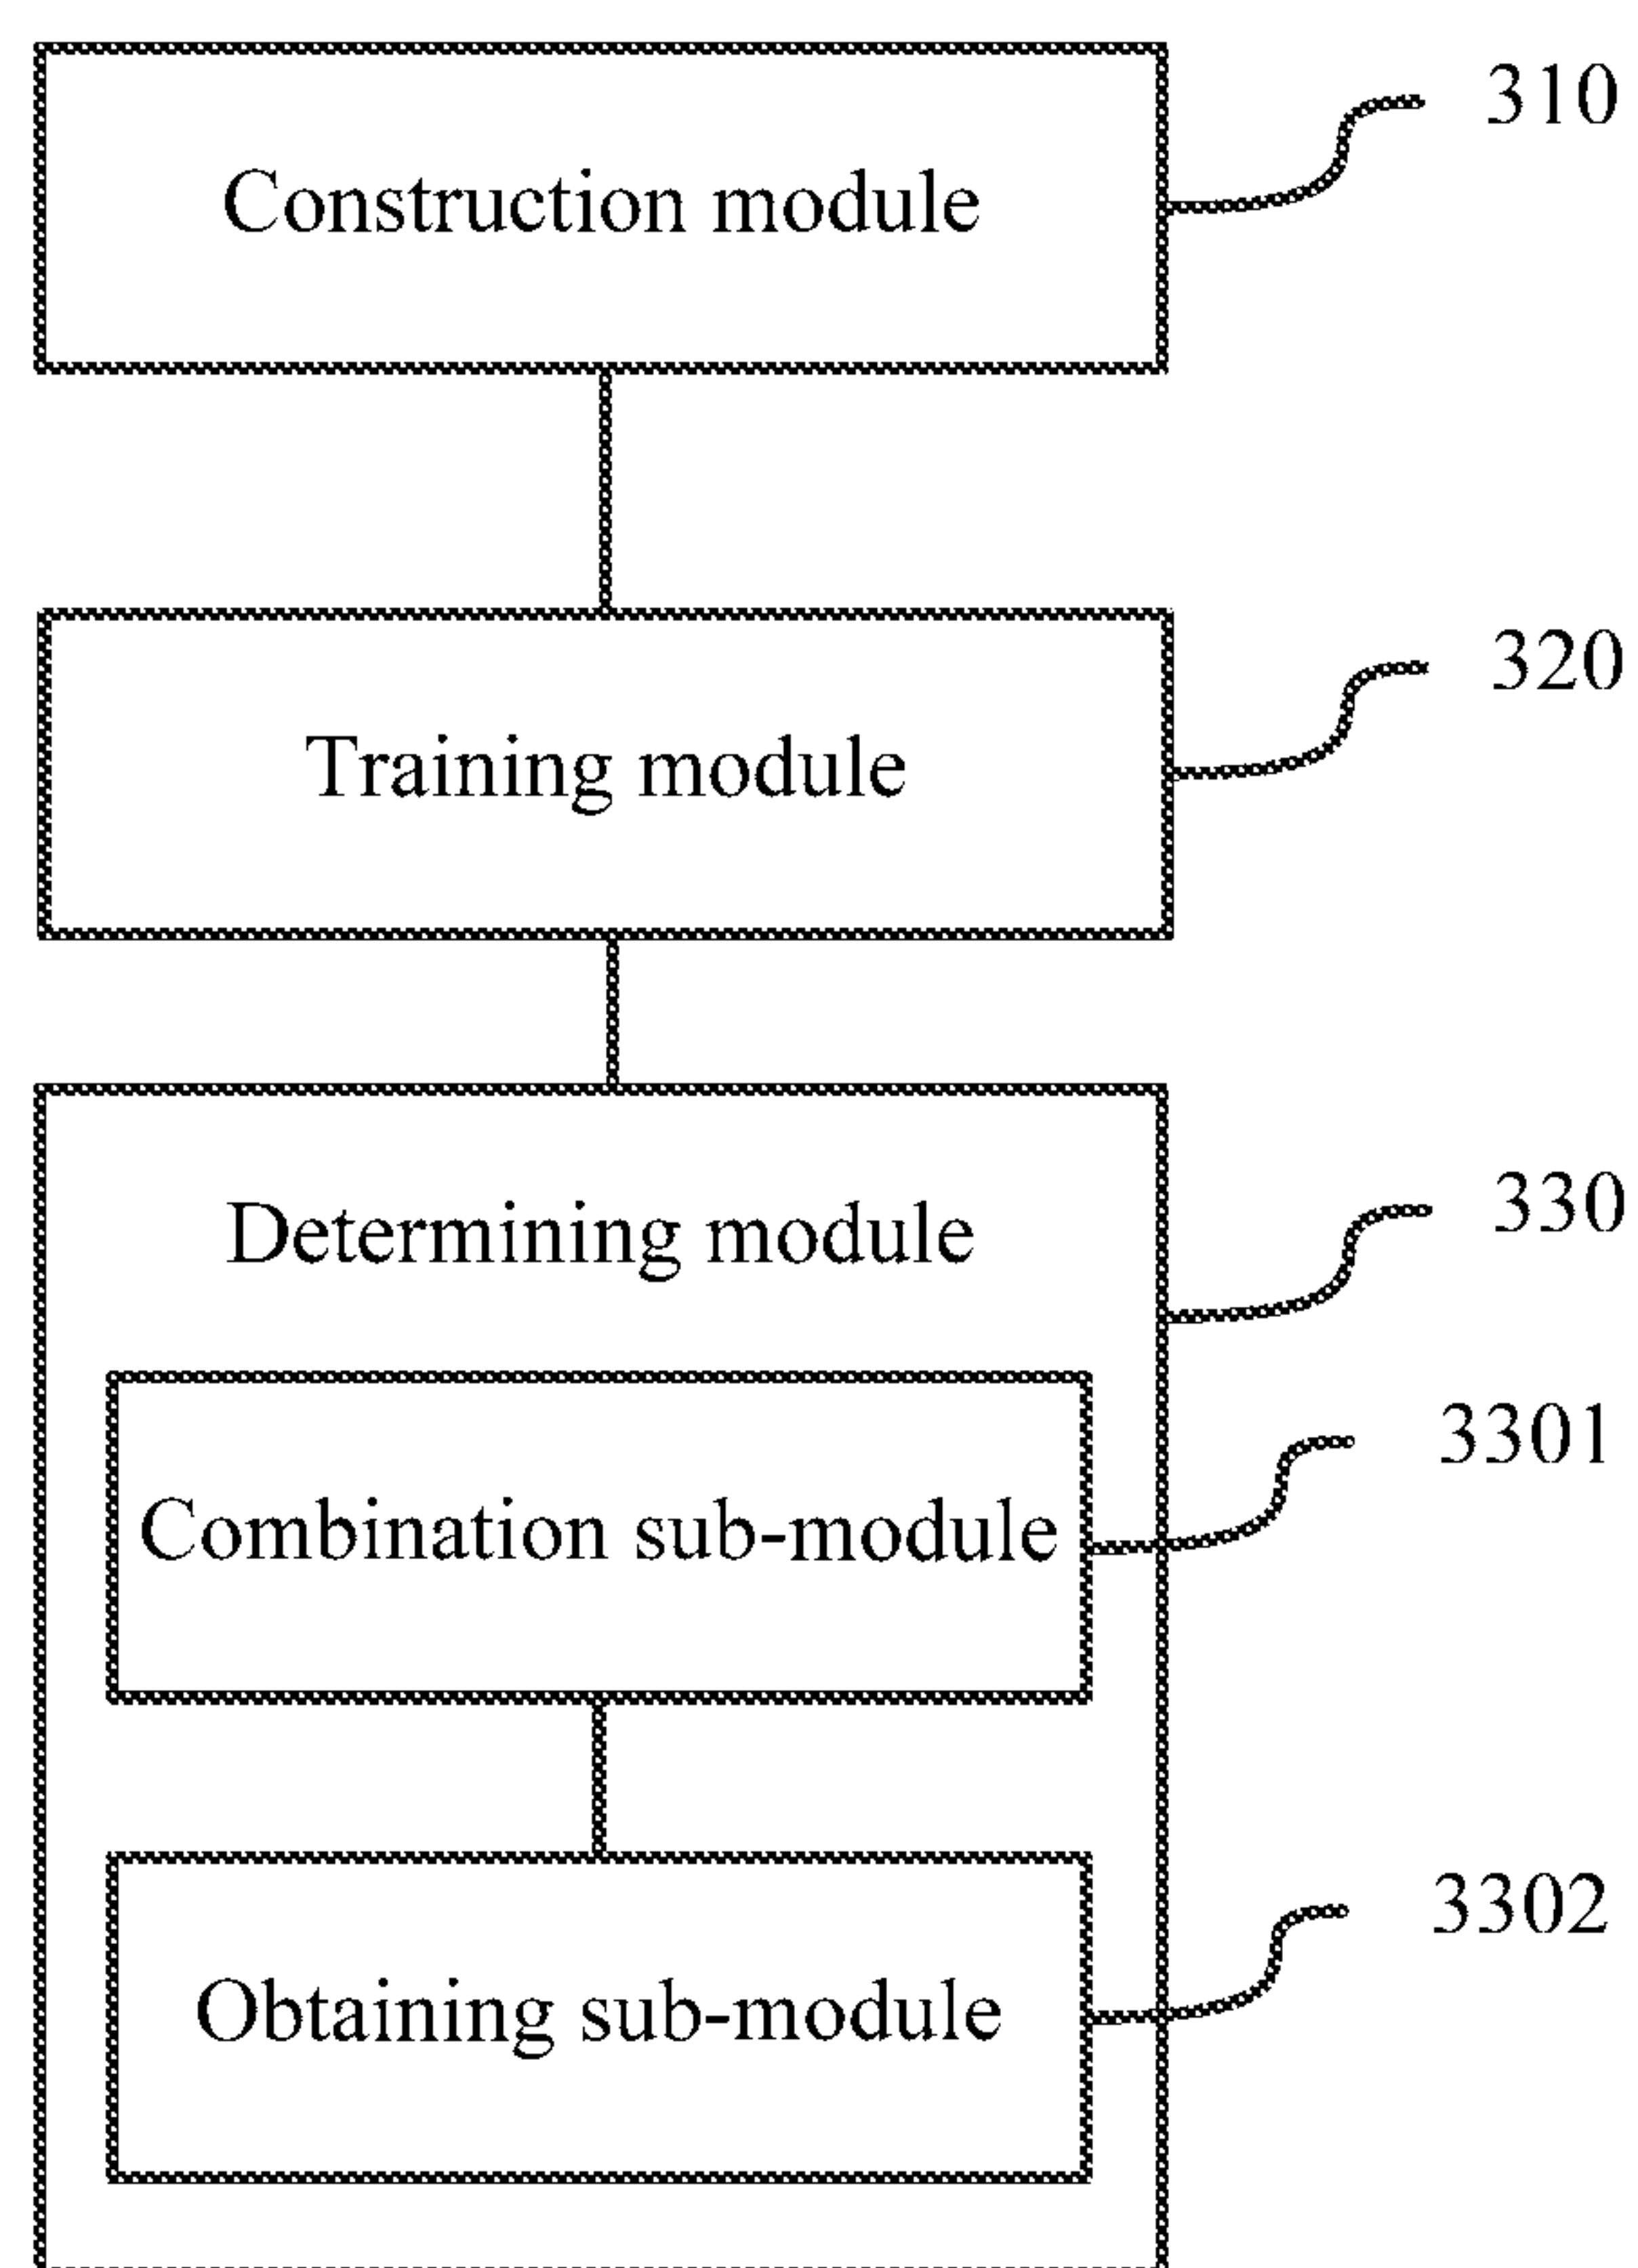 310
Construction module
320
Training module
330
Determining module
3301
Combination sub-module
3302
Obtaining sub-module